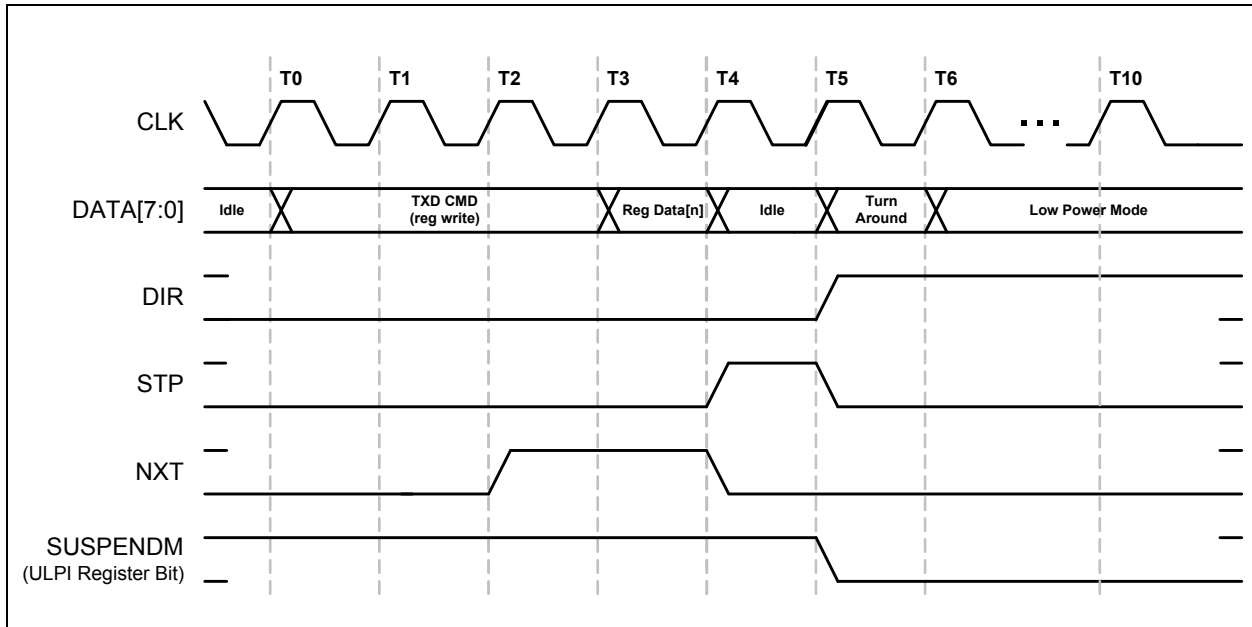 T0 T1 T2 T3 T4 T5 T6 T10
CLK
...
DATA[7:0]
Idle
TXD CMD
(reg write)
Reg Data[n]
Idle
Turn
Around
Low Power Mode
DIR
STP
NXT
SUSPENDM
(ULPI Register Bit)